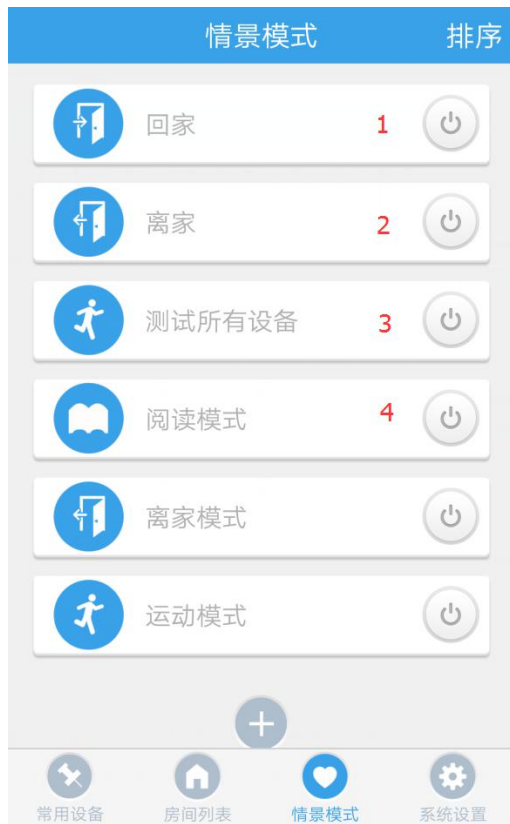 情景模式 排序
回家 1
离家 2
测试所有设备 3
阅读模式 4
离家模式
运动模式
常用设备 房间列表 情景模式 系统设置